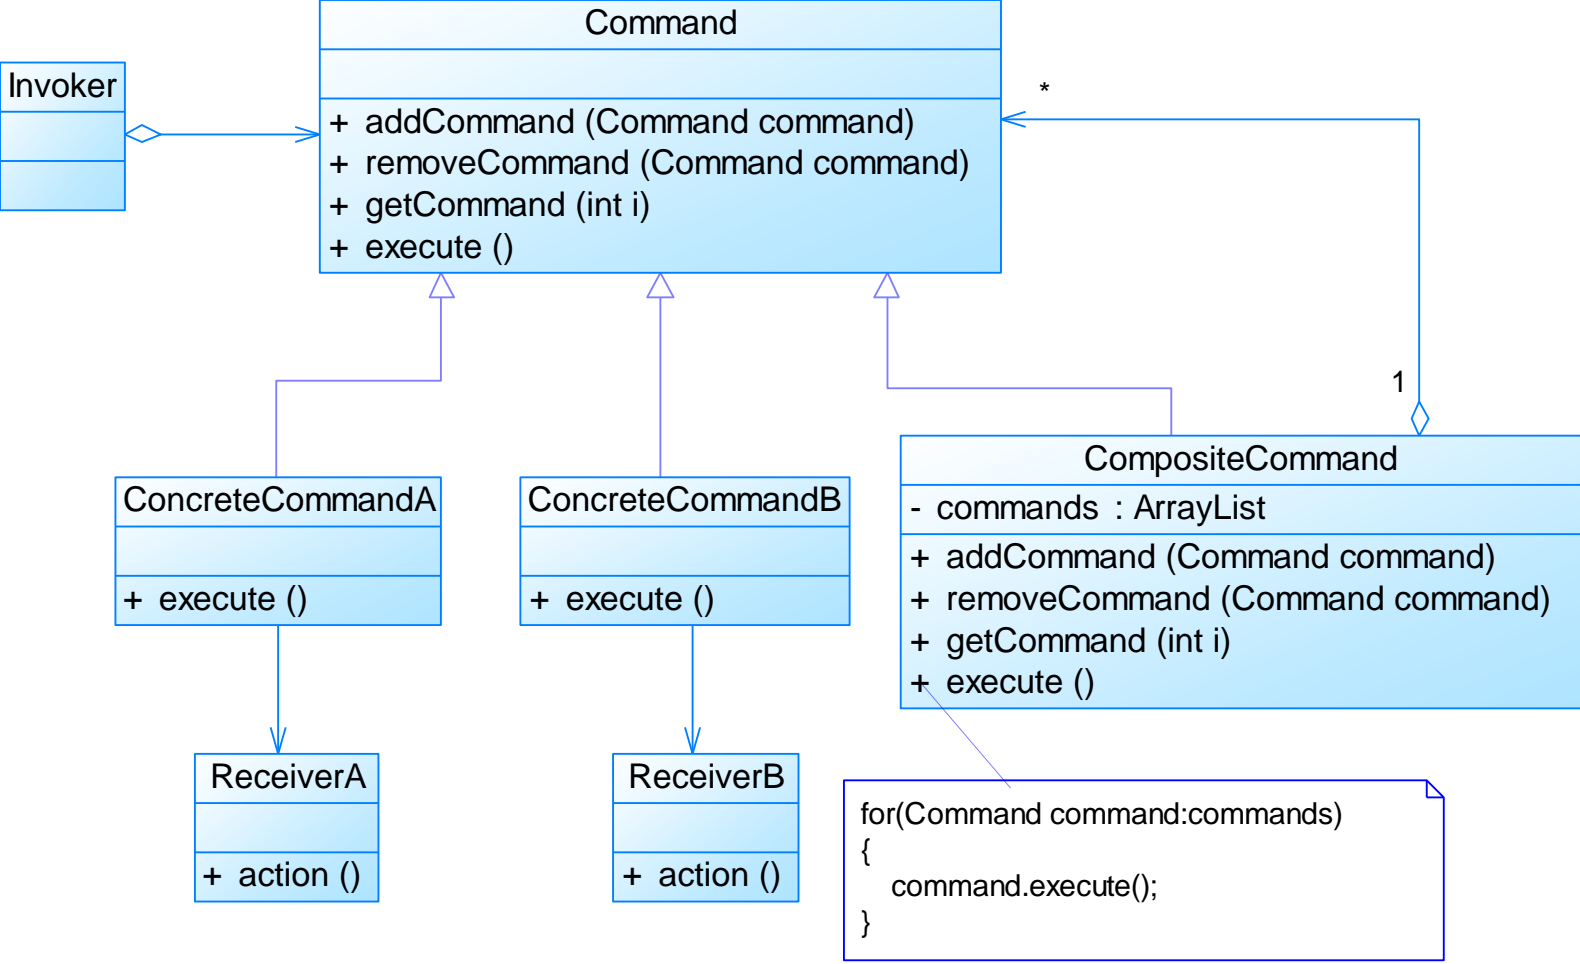 Command
Invoker
+ addCommand (Command command)
+ removeCommand (Command command)
+ getCommand (int i)
+ execute ()
*
1
CompositeCommand
- commands : ArrayList
+ addCommand (Command command)
+ removeCommand (Command command)
+ getCommand (int i)
+ execute ()
ConcreteCommandA
+ execute ()
ConcreteCommandB
+ execute ()
ReceiverA
+ action ()
ReceiverB
+ action ()
for(Command command:commands)
{
command.execute();
}